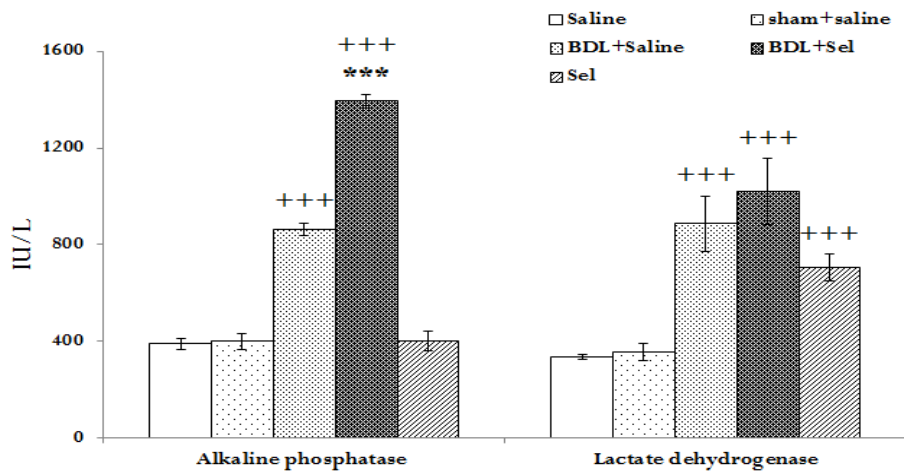 Saline
sham+saline
BDL+Saline
BDL+Sel
Sel
1600
1200
800
400
0
IU/L
+++
***
+++
+++
+++
+++
Alkaline phosphatase
Lactate dehydrogenase